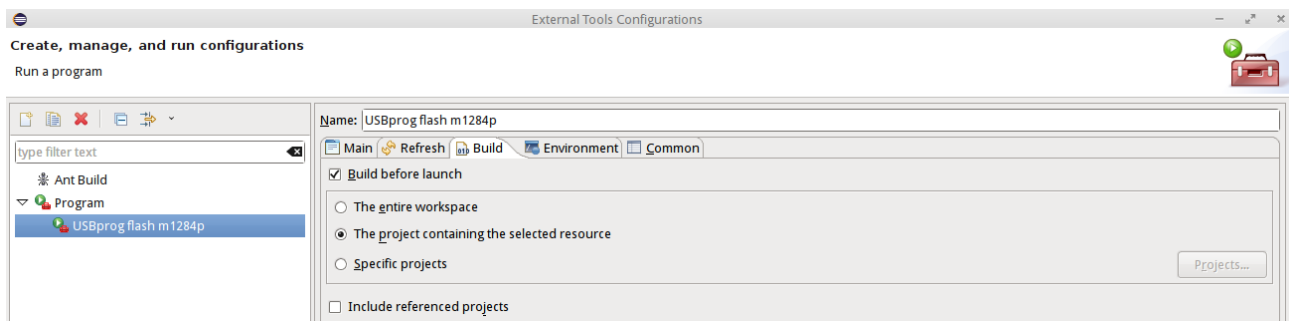 External Tools Configurations
Create, manage, and run configurations
Run a program
type filter text
Ant Build
Program
USBprog flash m1284p
Name: USBprog flash m1284p
Main Refresh Build Environment Common
Build before launch
The entire workspace
The project containing the selected resource
Specific projects
Projects...
Include referenced projects